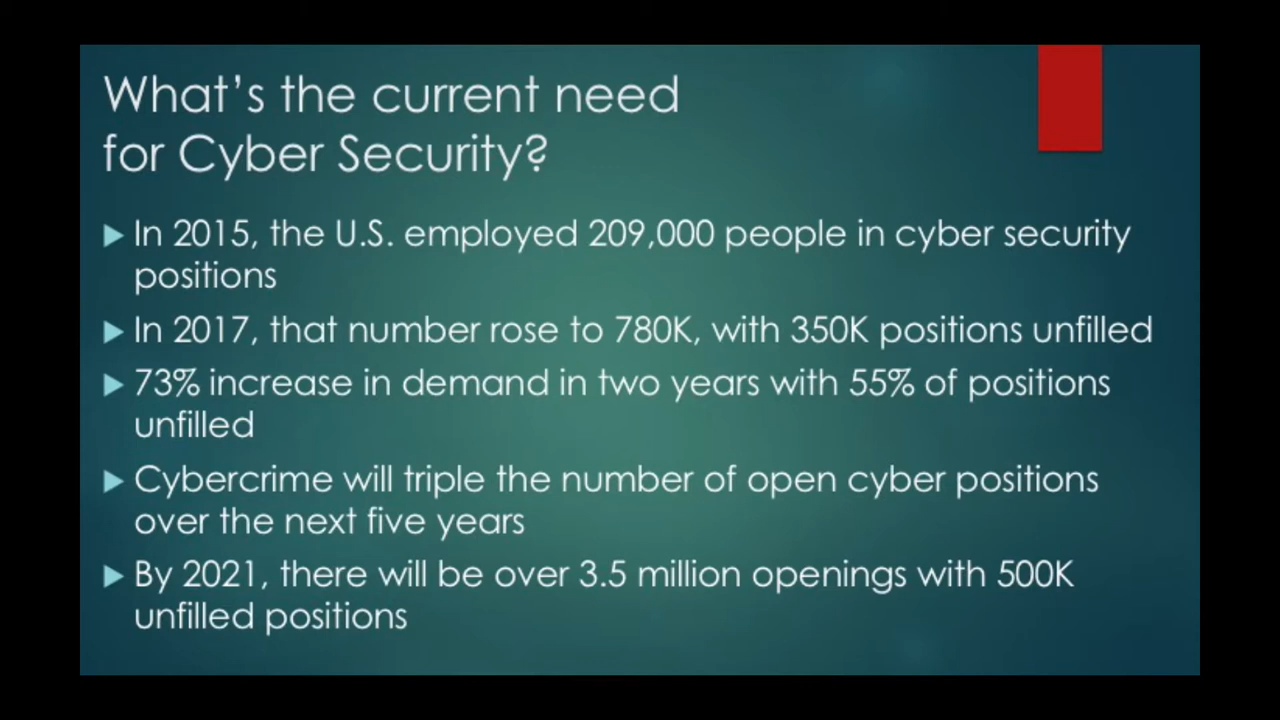 What's the current need
for Cyber Security?
In 2015, the U.S. employed 209,000 people in cyber security
positions
In 2017, that number rose to 780K, with 350K positions unfilled
73% increase in demand in two years with 55% of positions
unfilled
Cybercrime will triple the number of open cyber positions
over the next five years
By 2021, there will be over 3.5 million openings with 500K
unfilled positions